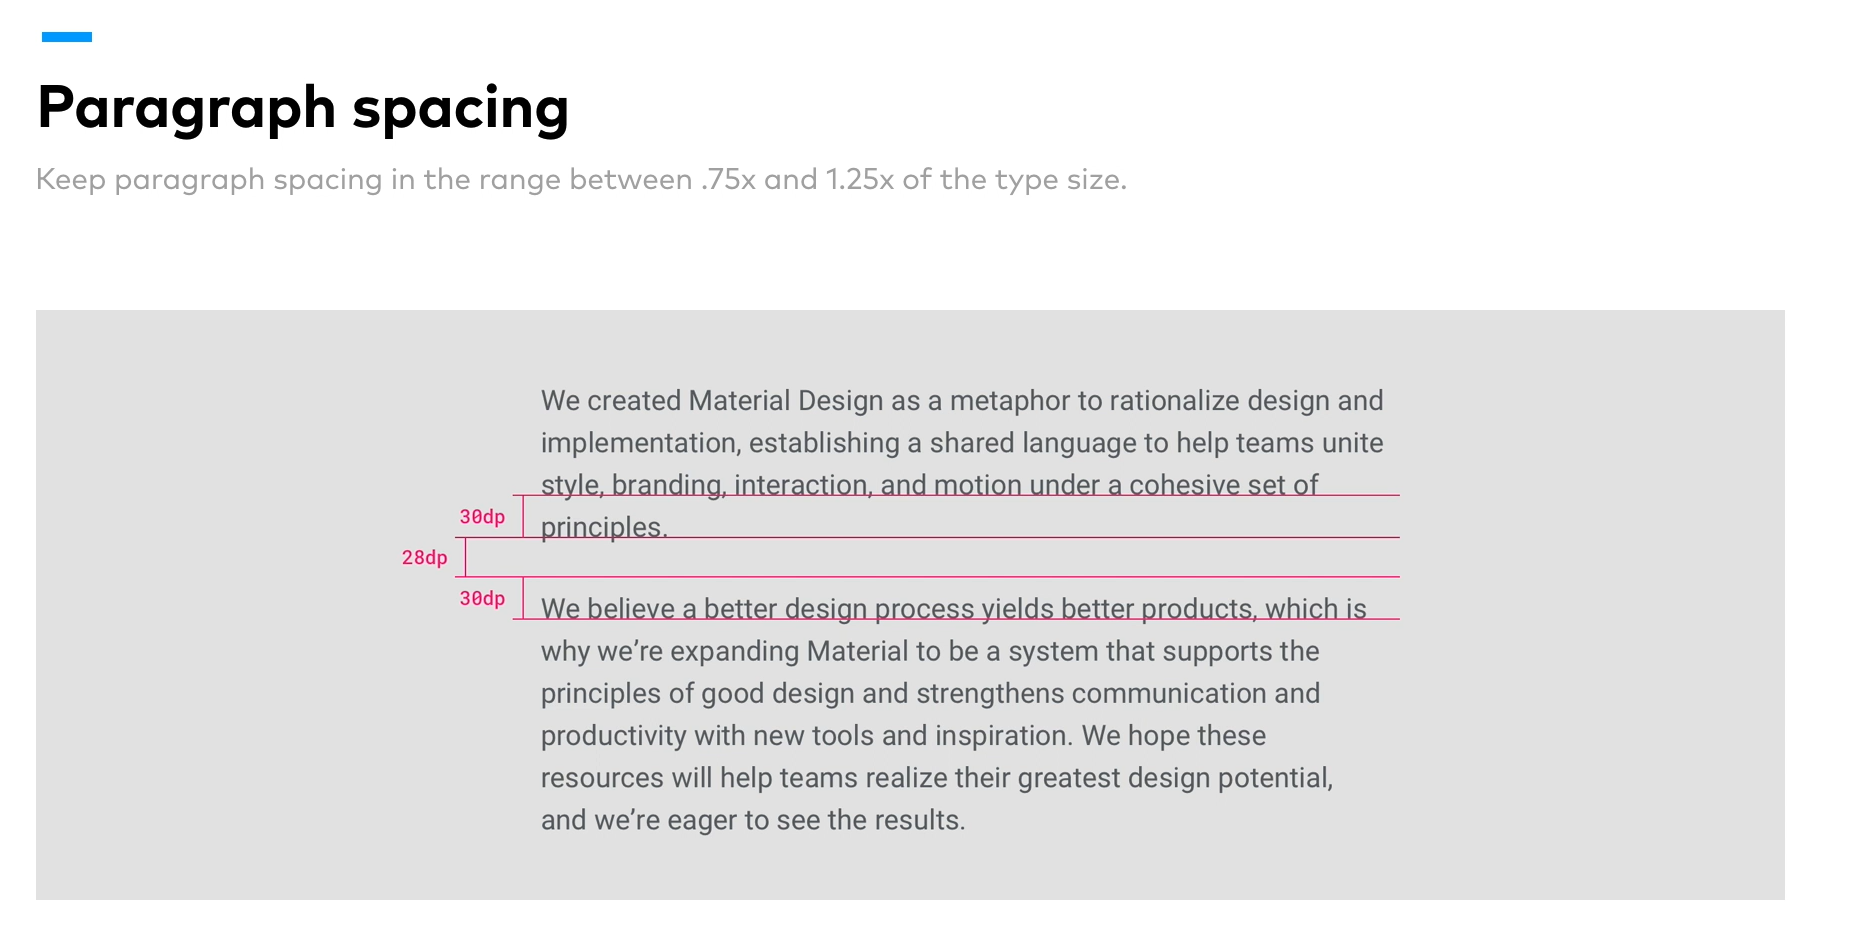 Paragraph spacing
Keep paragraph spacing in the range between .75x and 1.25x of the type size.
We created Material Design as a metaphor to rationalize design and
implementation, establishing a shared language to help teams unite
style, branding, interaction, and motion under a cohesive set of
30dp
principles.
28dp
30dp
We believe a better design process yields better products, which is
why we’re expanding Material to be a system that supports the
principles of good design and strengthens communication and
productivity with new tools and inspiration. We hope these
resources will help teams realize their greatest design potential,
and we’re eager to see the results.